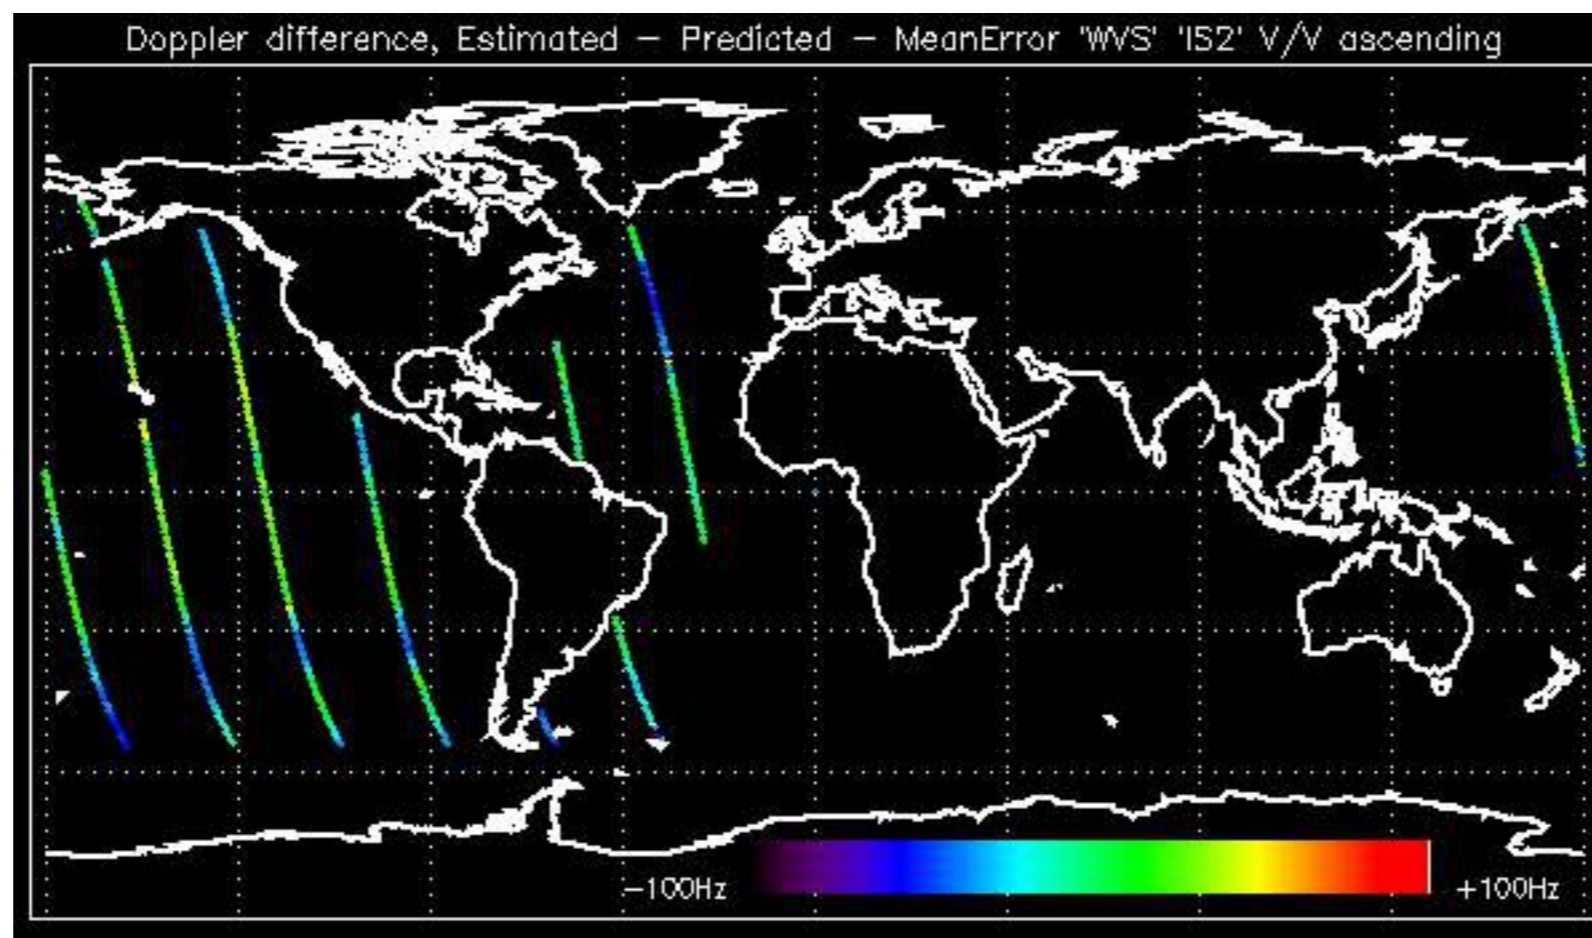 Doppler difference, Estimated – Predicted – MeanError 'WVS' 'IS2' V/V ascending
−100Hz +100Hz